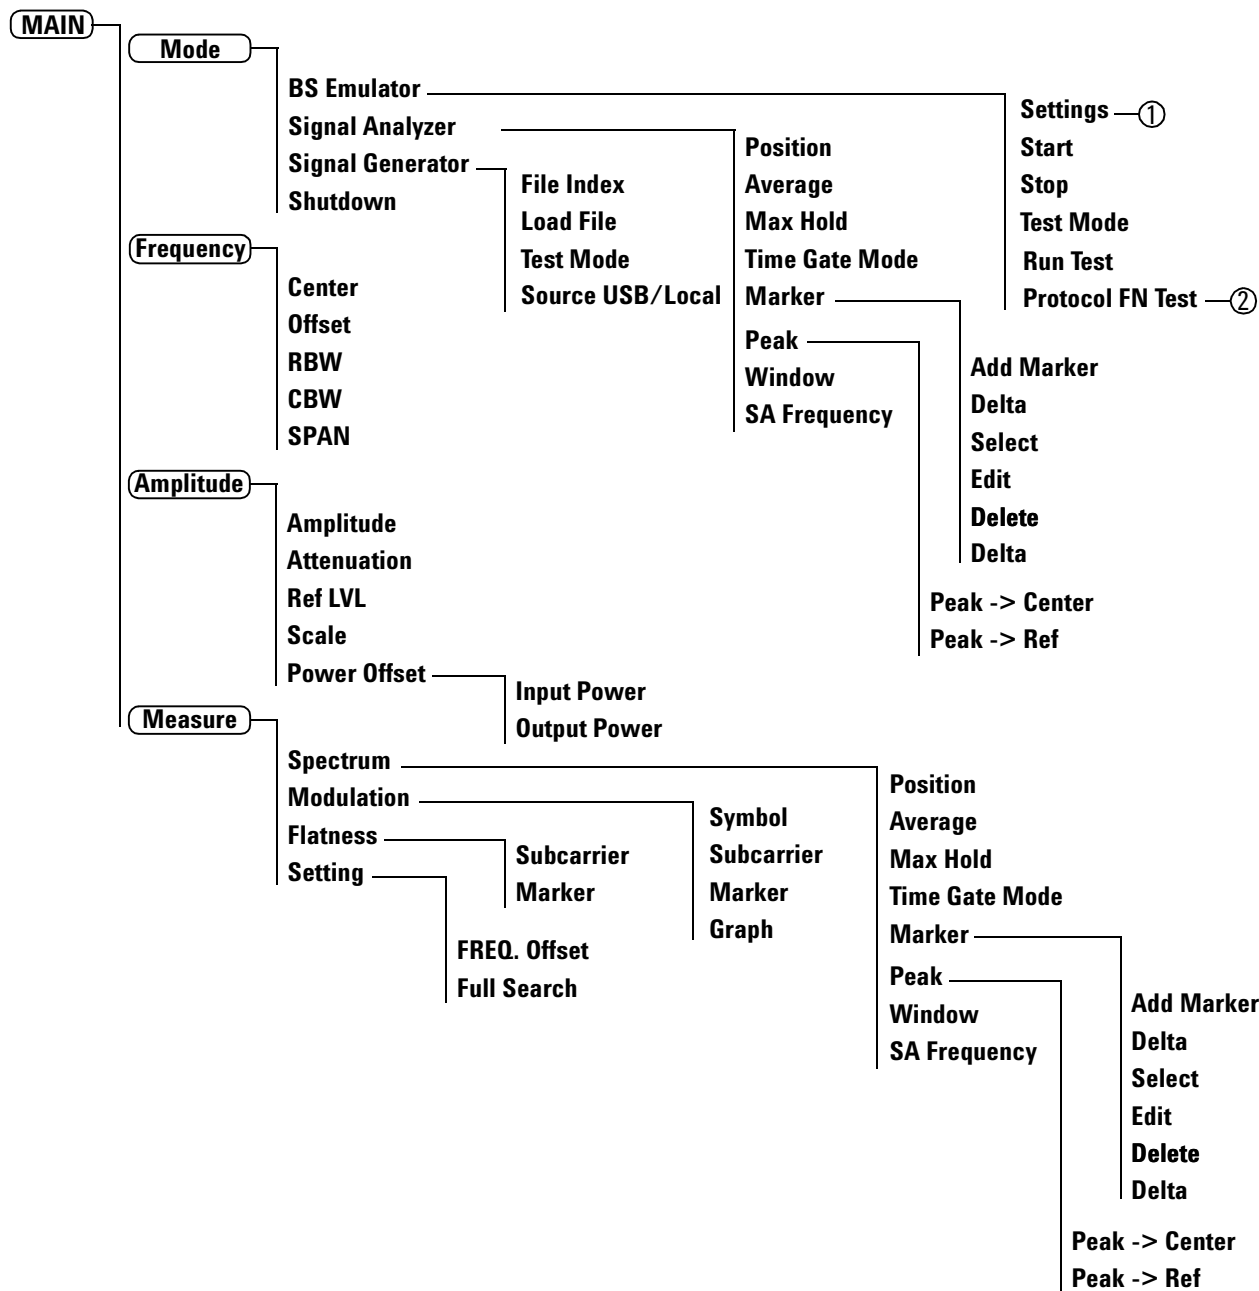 MAIN
Mode
BS Emulator
Signal Analyzer
Signal Generator
Shutdown
Settings 1
Start
Stop
Test Mode
Run Test
Protocol FN Test 2
Position
Average
Max Hold
Time Gate Mode
Marker
Peak
Window
SA Frequency
File Index
Load File
Test Mode
Source USB/Local
Add Marker
Delta
Select
Edit
Delete
Delta
Peak -> Center
Peak -> Ref
Frequency
Center
Offset
RBW
CBW
SPAN
Amplitude
Amplitude
Attenuation
Ref LVL
Scale
Power Offset
Input Power
Output Power
Measure
Spectrum
Modulation
Flatness
Setting
Position
Average
Max Hold
Time Gate Mode
Marker
Peak
Window
SA Frequency
Symbol
Subcarrier
Marker
Graph
Subcarrier
Marker
FREQ. Offset
Full Search
Add Marker
Delta
Select
Edit
Delete
Delta
Peak -> Center
Peak -> Ref